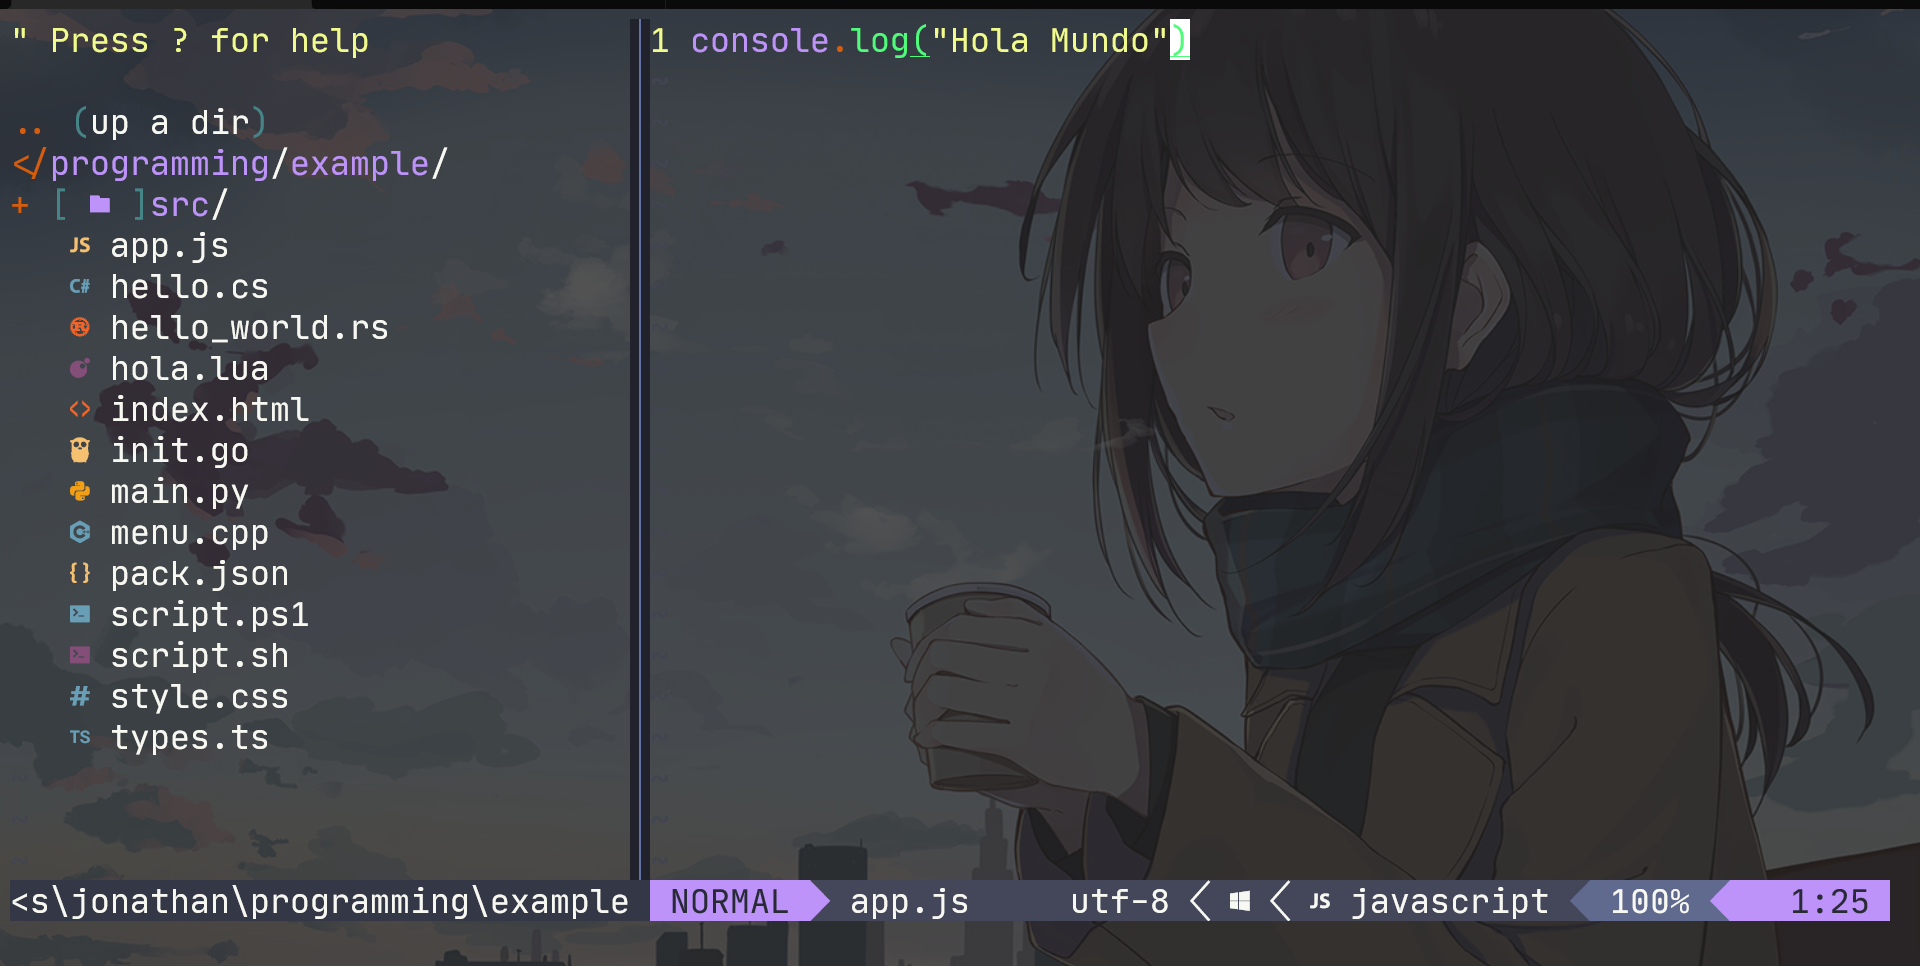 " Press ? for help
.. (up a dir)
</programming/example/
+ [ ]src/
JS app.js
C# hello.cs
hello_world.rs
hola.lua
<> index.html
init.go
main.py
menu.cpp
{} pack.json
script.ps1
script.sh
# style.css
TS types.ts
<s\jonathan\programming\example
1 console.log("Hola Mundo")
NORMAL app.js utf-8 JS javascript 100% 1:25